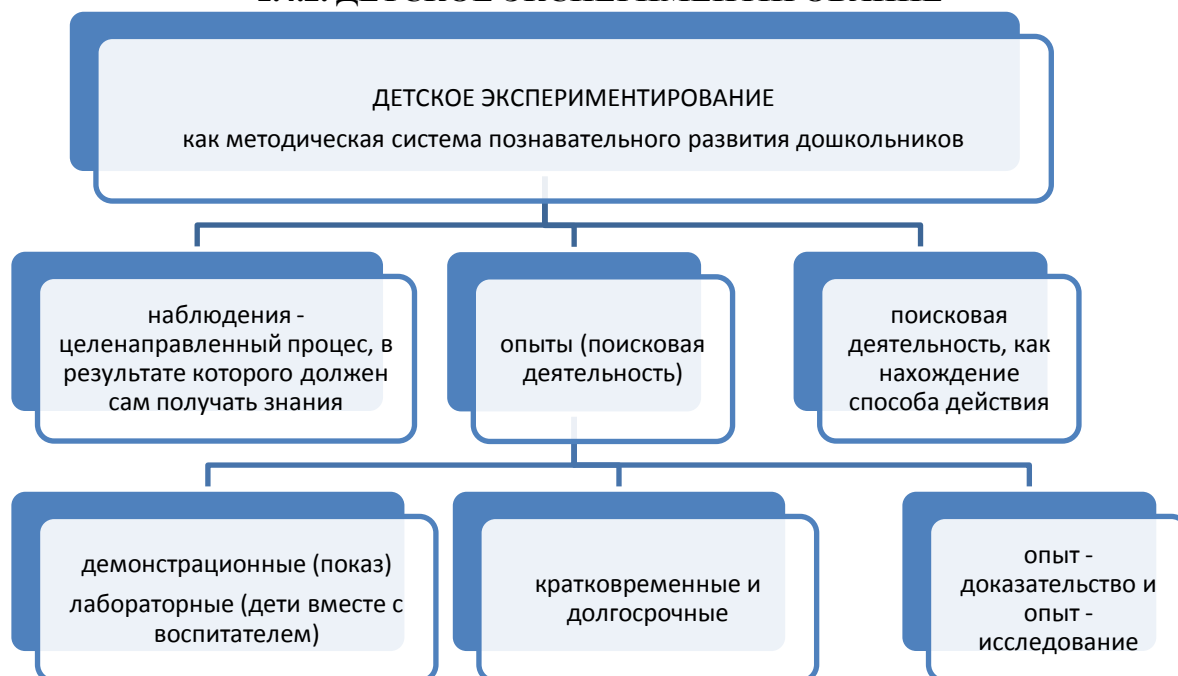 ДЕТСКОЕ ЭКСПЕРИМЕНТИРОВАНИЕ
ДЕТСКОЕ ЭКСПЕРИМЕНТИРОВАНИЕ
как методическая система познавательного развития дошкольников
наблюдения -
целенаправленный процес, в
результате которого должен
сам получать знания
опыты (поисковая
деятельность)
поисковая
деятельность, как
нахождение
способа действия
демонстрационные (показ)
лабораторные (дети вместе с
воспитателем)
кратковременные и
долгосрочные
опыт -
доказательство и
опыт -
исследование